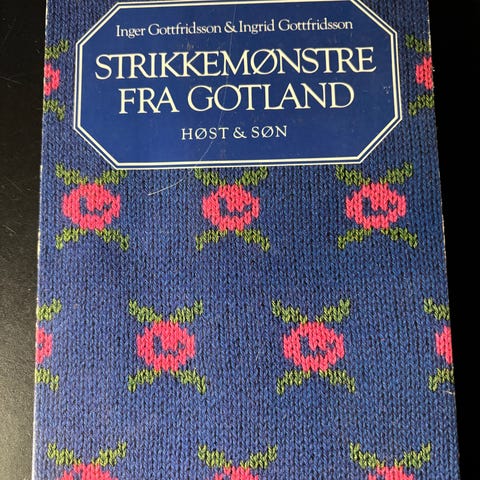 Inger Gottfridsson & Ingrid Gottfridsson
STRIKKEMØNSTRE
FRA GOTLAND
HØST & SØN